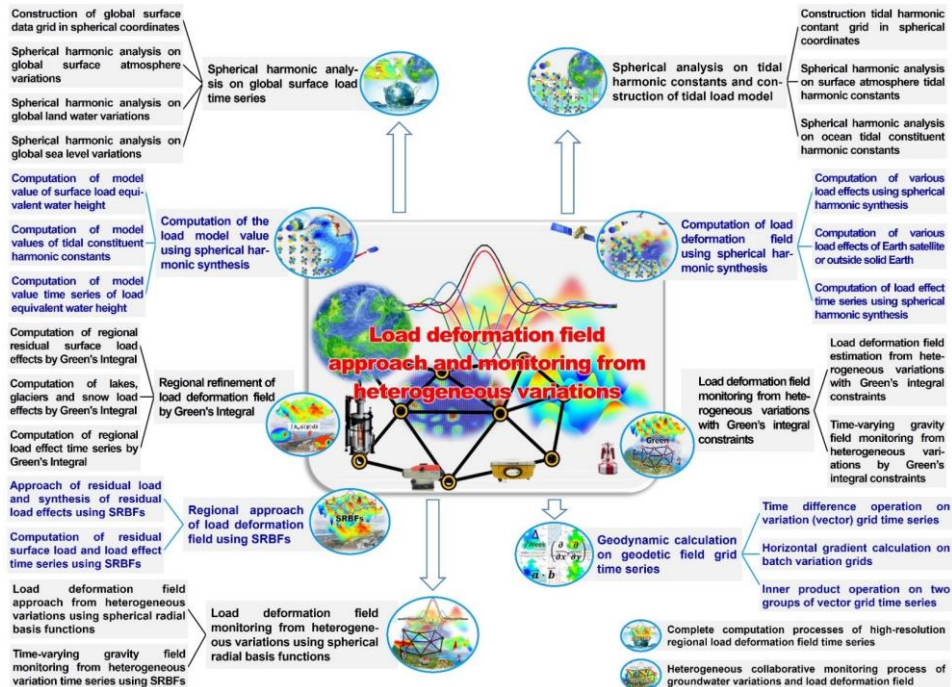 Construction of global surface
data grid in spherical coordinates
Spherical harmonic analysis on
global surface atmosphere
variations
Spherical harmonic analysis on
global land water variations
Spherical harmonic analysis on
global sea level variations
Spherical harmonic analy-
sis on global surface load
time series
Spherical analysis on tidal
harmonic constants and con-
struction of tidal load model
Construction tidal harmonic
contant grid in spherical
coordinates
Spherical harmonic analysis
on surface atmosphere tidal
harmonic constants
Spherical harmonic analysis
on ocean tidal constituent
harmonic constants
Computation of model
value of surface load equi-
valent water height
Computation of model
values of tidal constituent
harmonic constants
Computation of model
value time series of load
equivalent water height
Computation of the
load model value
using spherical har-
monic synthesis
Computation of load
deformation field
using spherical har-
monic synthesis
Computation of various
load effects using spherical
harmonic synthesis
Computation of various
load effects of Earth satellite
or outside solid Earth
Computation of load effect
time series using spherical
harmonic synthesis
Load deformation field
approach and monitoring from
heterogeneous variations
Computation of regional
residual surface load
effects by Green's Integral
Computation of lakes,
glaciers and snow load
effects by Green's Integral
Computation of regional
load effect time series by
Green's Integral
Regional refinement of
load deformation field
by Green's Integral
Load deformation field
monitoring from hete-
rogeneous variations
with Green's integral
constraints
Green
Load deformation field
estimation from hete-
rogeneous variations
with Green's integral
constraints
Time-varying gravity
field monitoring from
heterogeneous vari-
ations by Green's
integral constraints
Approach of residual load
and synthesis of residual
load effects using SRBFs
Computation of residual
surface load and load effect
time series using SRBFs
Regional approach
of load deformation
field using SRBFs
SRBFs
Geodynamic calculation
on geodetic field grid
time series
Time difference operation on
variation (vector) grid time series
Horizontal gradient calculation on
batch variation grids
Inner product operation on two
groups of vector grid time series
Load deformation field
approach from heterogeneous
variations using spherical radial
basis functions
Time-varying gravity field
monitoring from heterogeneous
variation time series using SRBFs
Load deformation field
monitoring from heterogene-
ous variations using spherical
radial basis functions
Complete computation processes of high-resolution
regional load deformation field time series
Heterogeneous collaborative monitoring process of
groundwater variations and load deformation field